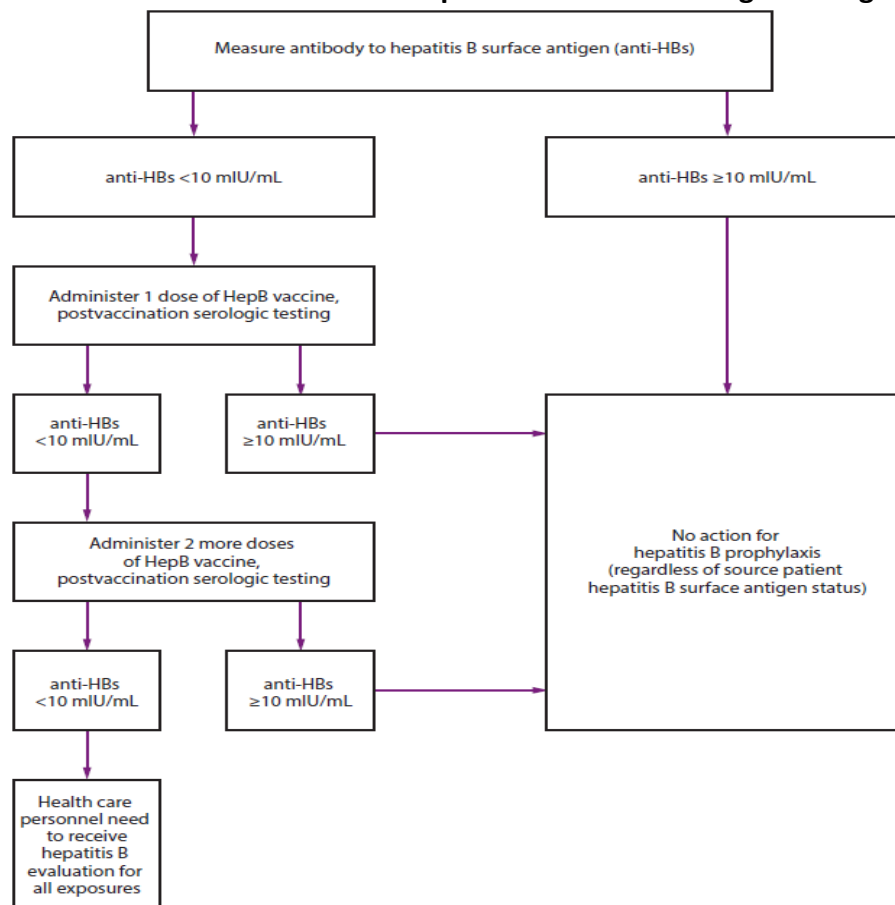 Measure antibody to hepatitis B surface antigen (anti-HBs)
anti-HBs <10 mIU/mL
anti-HBs ≥10 mIU/mL
Administer 1 dose of HepB vaccine,
postvaccination serologic testing
anti-HBs
<10 mIU/mL
anti-HBs
≥10 mIU/mL
No action for
hepatitis B prophylaxis
(regardless of source patient
hepatitis B surface antigen status)
Administer 2 more doses
of HepB vaccine,
postvaccination serologic testing
anti-HBs
<10 mIU/mL
anti-HBs
≥10 mIU/mL
Health care
personnel need
to receive
hepatitis B
evaluation for
all exposures